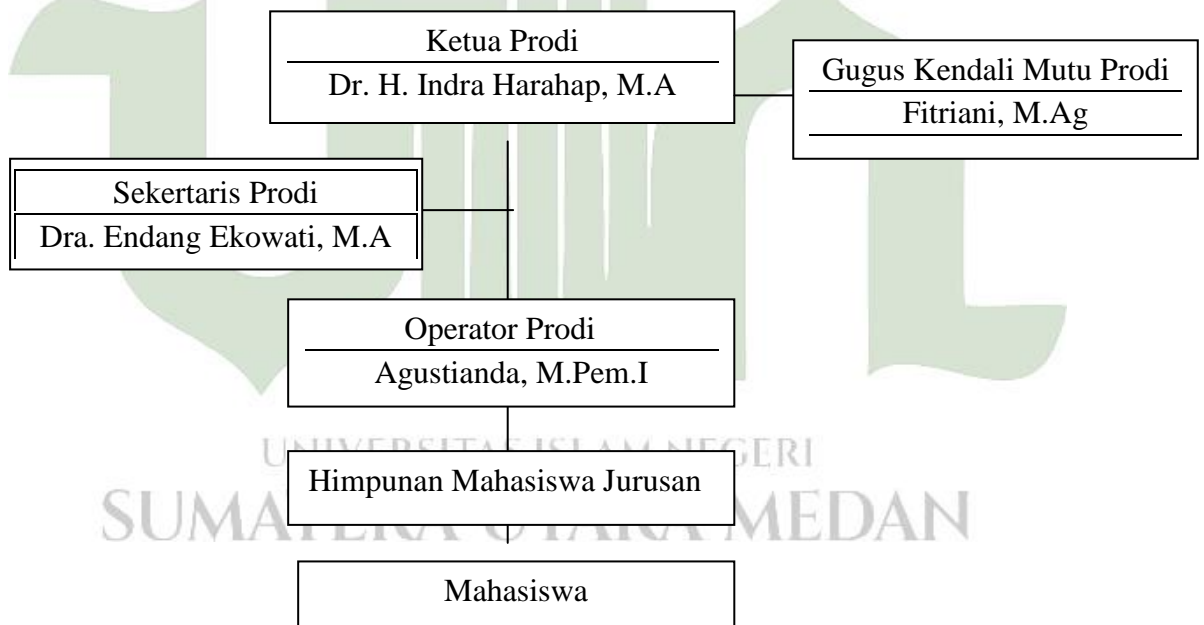 Ketua Prodi
Dr. H. Indra Harahap, M.A
Gugus Kendali Mutu Prodi
Fitriani, M.Ag
Sekertaris Prodi
Dra. Endang Ekowati, M.A
Operator Prodi
Agustianda, M.Pem.I
UNIVERSITAS ISLAM NEGERI
Himpunan Mahasiswa Jurusan
SUMATERA UTARA MEDAN
Mahasiswa